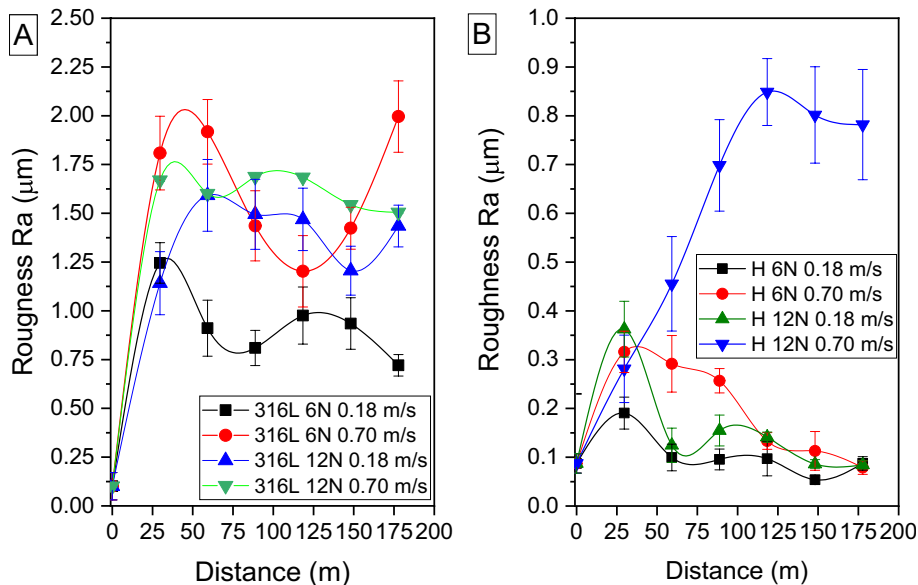 A
Rougness Ra (μm)
2.50
2.25
2.00
1.75
1.50
1.25
1.00
0.75
0.50
0.25
0.00
316L 6N 0.18 m/s
316L 6N 0.70 m/s
316L 12N 0.18 m/s
316L 12N 0.70 m/s
0 25 50 75 100 125 150 175 200
Distance (m)
B
Roughness Ra (μm)
1.0
0.9
0.8
0.7
0.6
0.5
0.4
0.3
0.2
0.1
0.0
H 6N 0.18 m/s
H 6N 0.70 m/s
H 12N 0.18 m/s
H 12N 0.70 m/s
0 25 50 75 100 125 150 175 200
Distance (m)